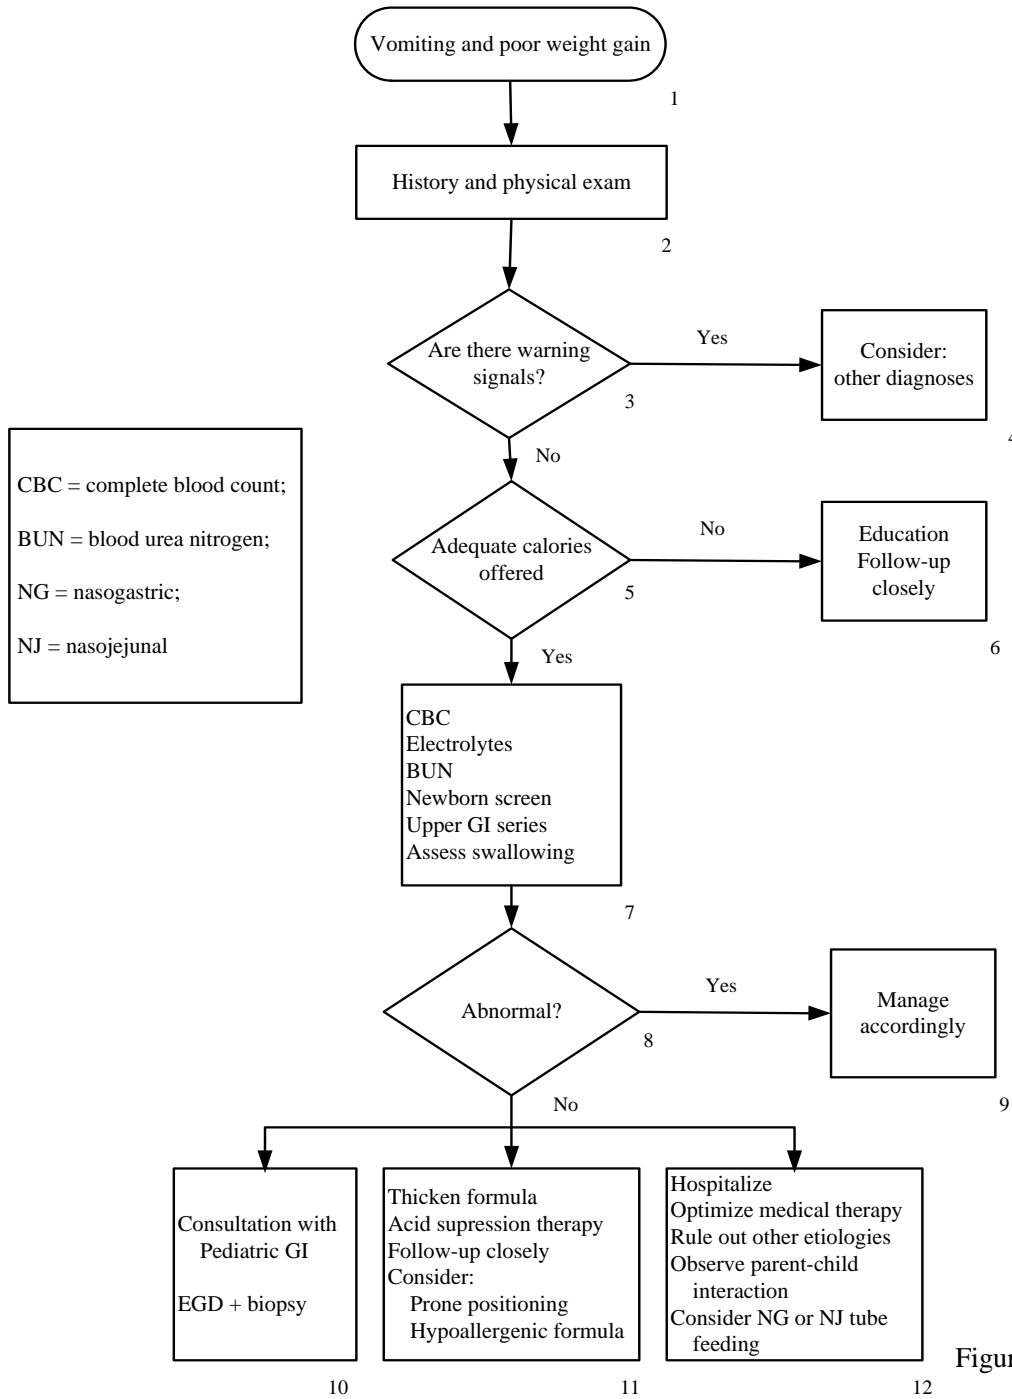 Vomiting and poor weight gain
1
History and physical exam
2
Are there warning
signals?
3
Yes
Consider:
other diagnoses
4
No
CBC = complete blood count;
BUN = blood urea nitrogen;
NG = nasogastric;
NJ = nasojejunal
Adequate calories
offered
5
No
Education
Follow-up
closely
6
Yes
CBC
Electrolytes
BUN
Newborn screen
Upper GI series
Assess swallowing
7
Abnormal?
8
Yes
Manage
accordingly
9
No
Consultation with
Pediatric GI
EGD + biopsy
10
Thicken formula
Acid supression therapy
Follow-up closely
Consider:
Prone positioning
Hypoallergenic formula
11
Hospitalize
Optimize medical therapy
Rule out other etiologies
Observe parent-child
interaction
Consider NG or NJ tube
feeding
12
Figur